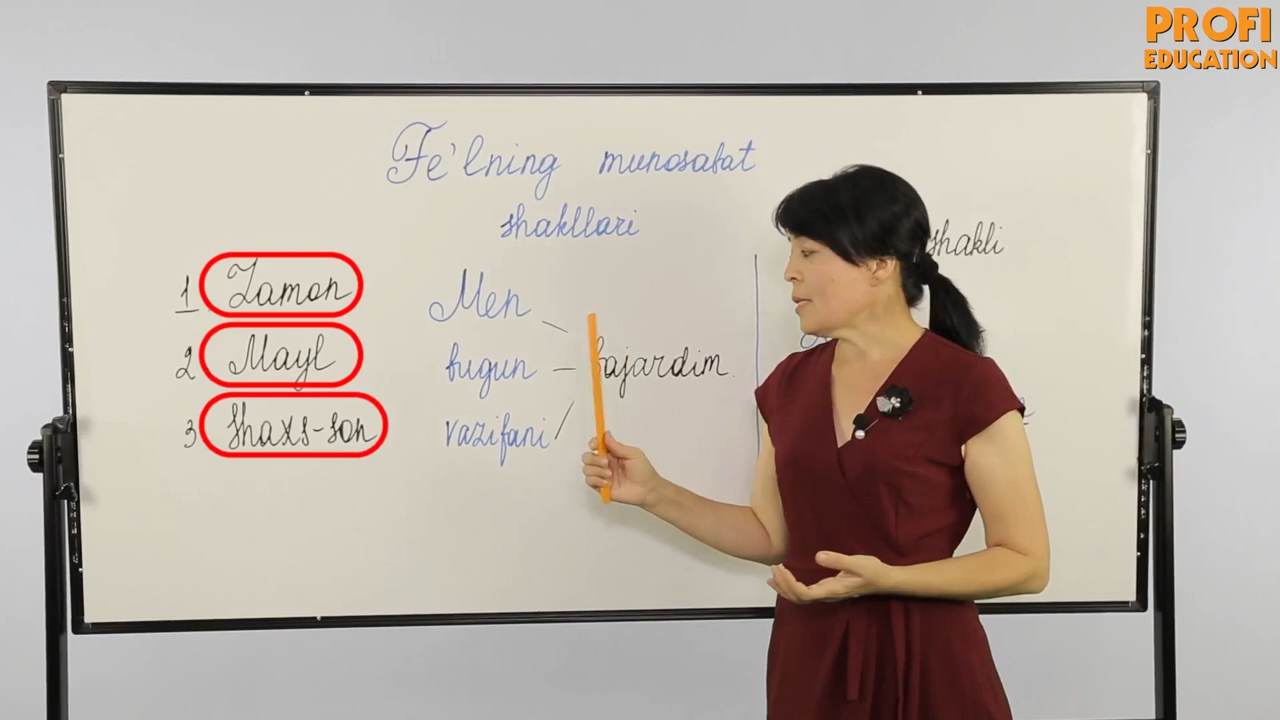 PROFI
EDUCATION
Fe'lning munosabat
shakllari
shakli
1 Zamon
2 Mayl
3 Shaxs-son
Men
bugun
vazifani
bajardim.